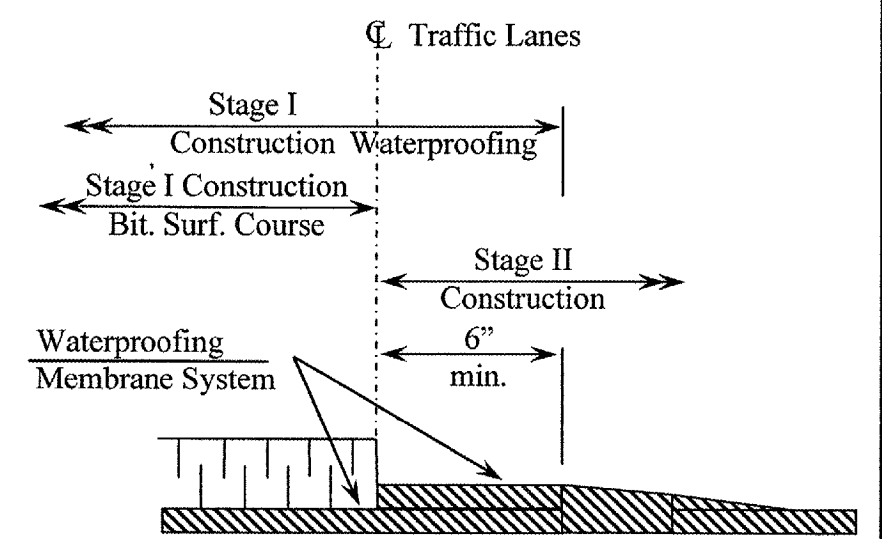 ℄ Traffic Lanes
Stage I
Construction Waterproofing
Stage I Construction
Bit. Surf. Course
Stage II
Construction
6”
min.
Waterproofing
Membrane System